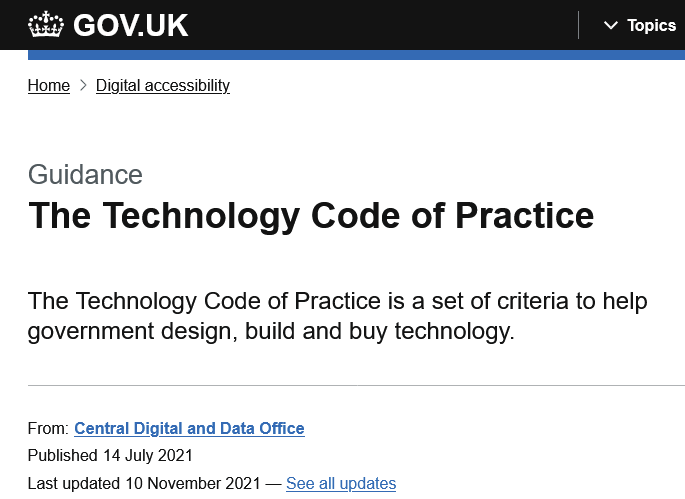 GOV.UK
Topics
Home > Digital accessibility
Guidance
The Technology Code of Practice
The Technology Code of Practice is a set of criteria to help
government design, build and buy technology.
From: Central Digital and Data Office
Published 14 July 2021
Last updated 10 November 2021 — See all updates